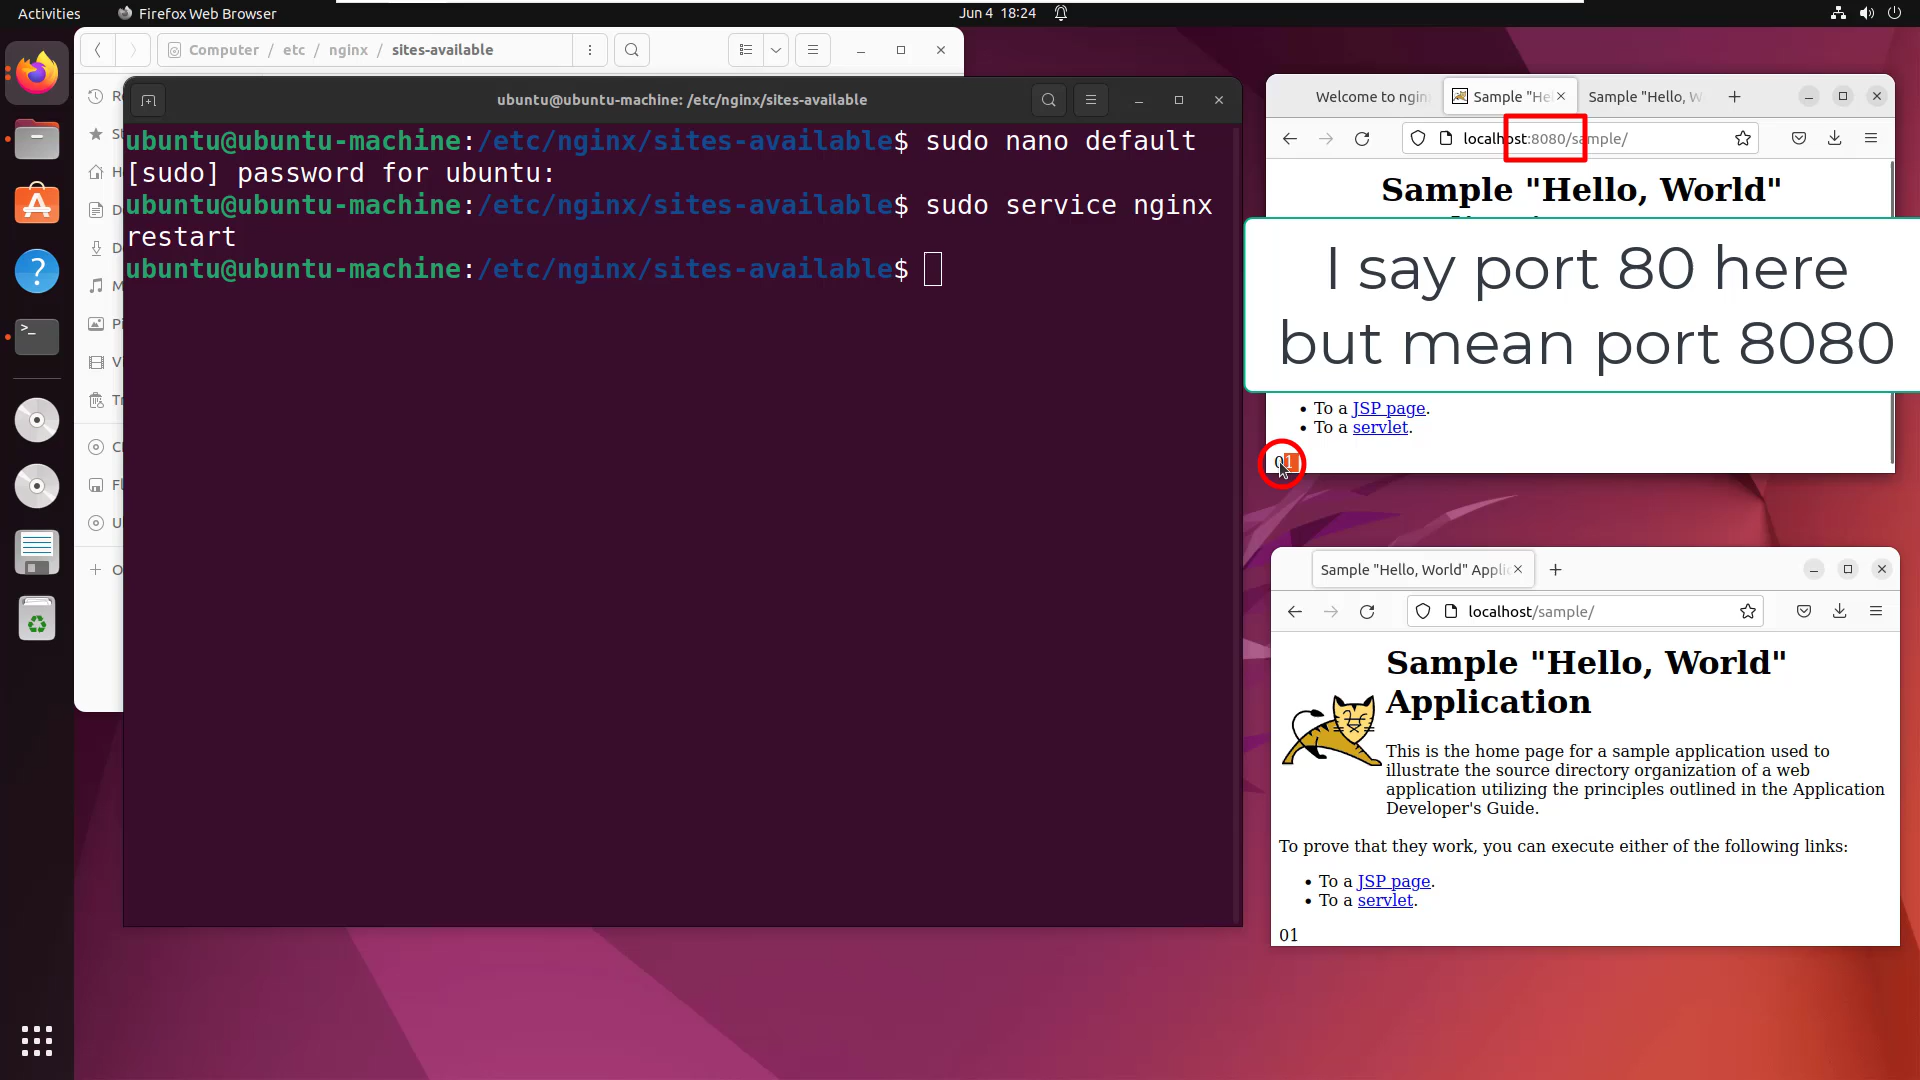 Activities
Firefox Web Browser
Jun 4 18:24
Computer / etc / nginx / sites-available
ubuntu@ubuntu-machine: /etc/nginx/sites-available
ubuntu@ubuntu-machine:/etc/nginx/sites-available$ sudo nano default
[sudo] password for ubuntu:
ubuntu@ubuntu-machine:/etc/nginx/sites-available$ sudo service nginx
restart
ubuntu@ubuntu-machine:/etc/nginx/sites-available$
Welcome to ngin
Sample "He
Sample "Hello, W
localhost:8080/sample/
Sample "Hello, World"
I say port 80 here
but mean port 8080
• To a JSP page.
• To a servlet.
01
Sample "Hello, World" Appli
localhost/sample/
Sample "Hello, World"
Application
This is the home page for a sample application used to
illustrate the source directory organization of a web
application utilizing the principles outlined in the Application
Developer's Guide.
To prove that they work, you can execute either of the following links:
• To a JSP page.
• To a servlet.
01